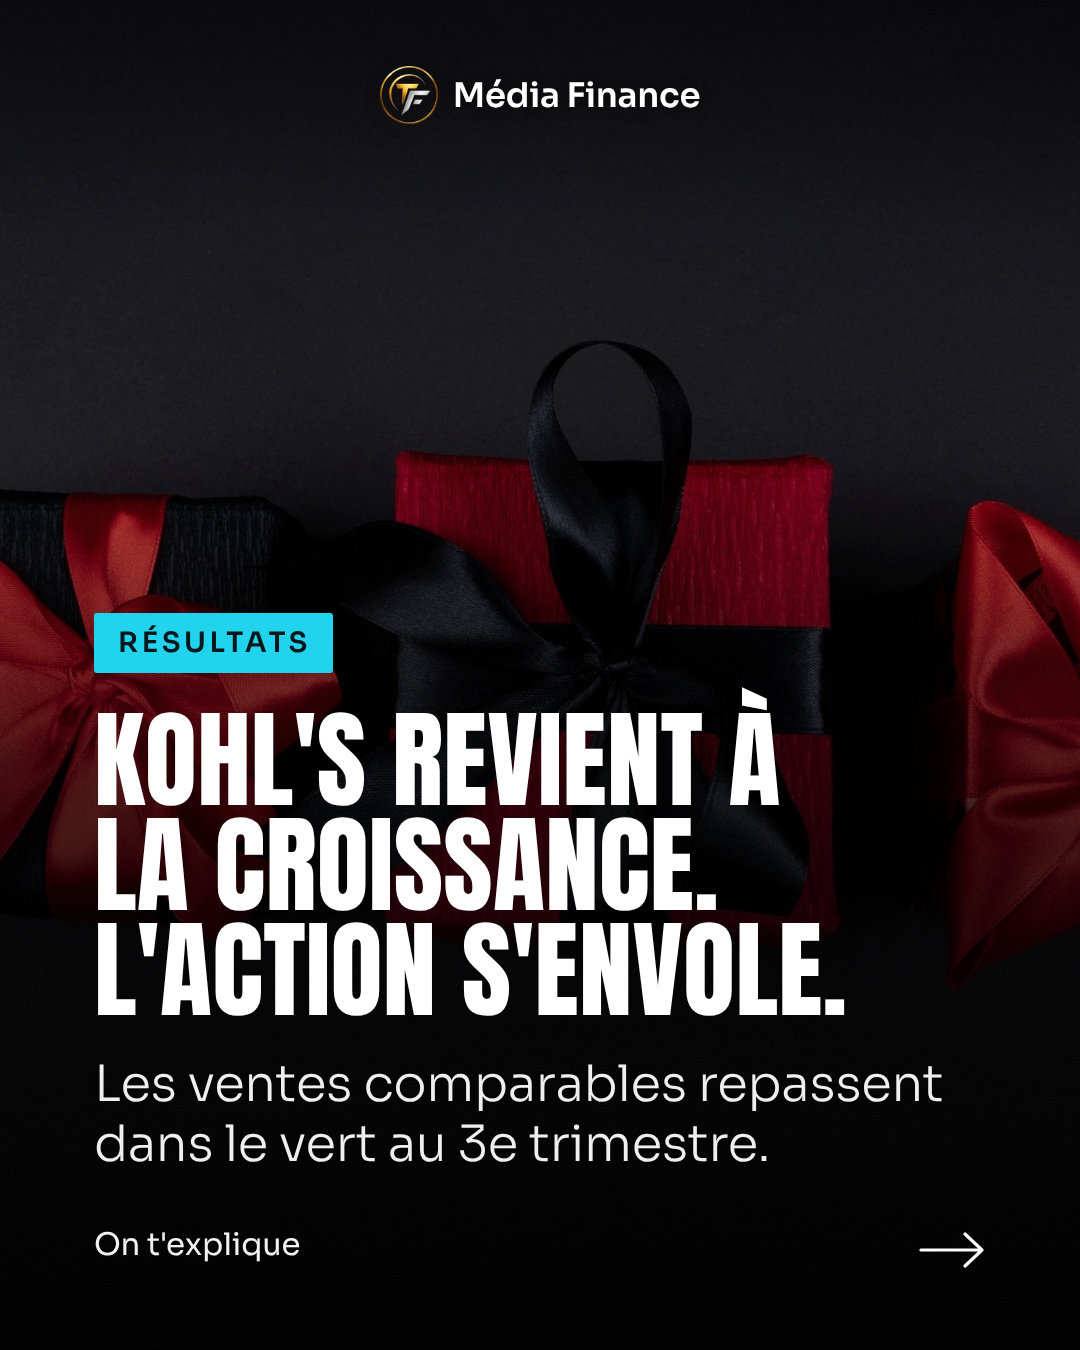 TF Média Finance
RÉSULTATS
KOHL'S REVIENT À
LA CROISSANCE.
L'ACTION S'ENVOLE.
Les ventes comparables repassent
dans le vert au 3e trimestre.
On t'explique